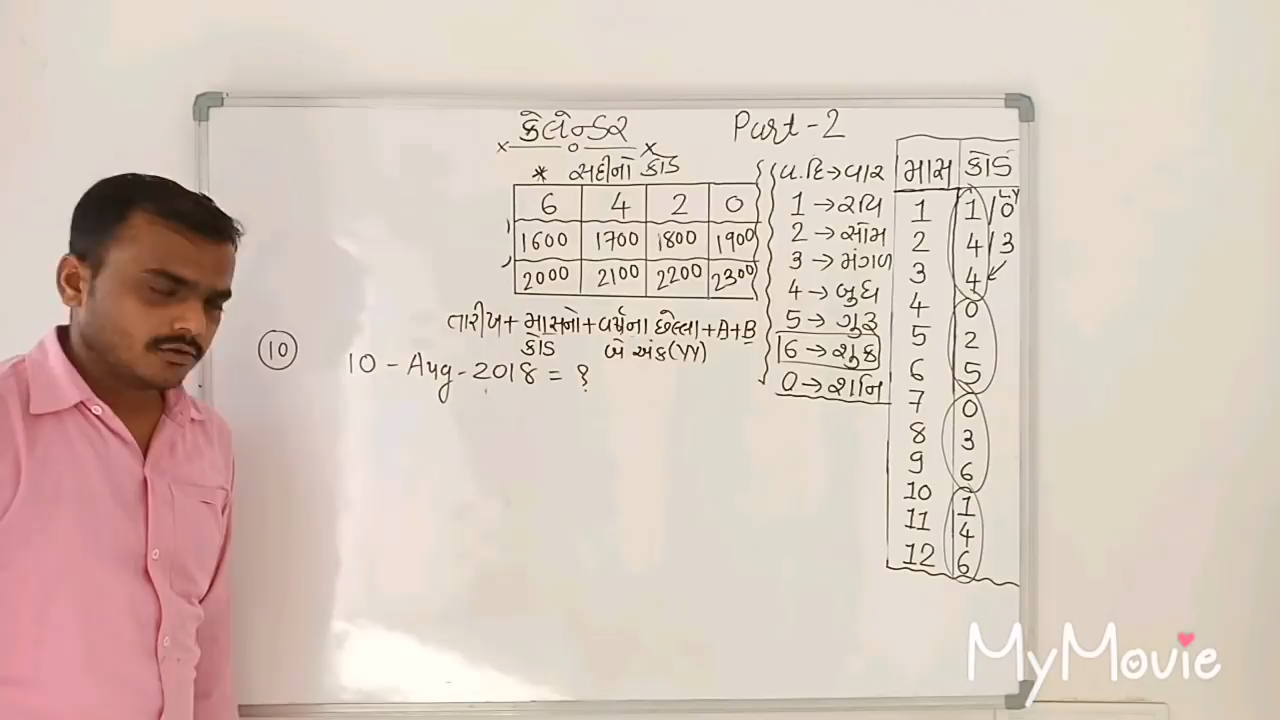 કેલેન્ડર Part-2
* સદીનો કોડ
6 4 2 0
1600 1700 1800 1900
2000 2100 2200 2300
તારીખ + માસનો + વર્ષના છેલ્લા + A + B
કોડ બે અંક (YY)
10 10 - Aug - 2018 = ?
વ.દિ → વાર
1 → રવિ
2 → સોમ
3 → મંગળ
4 → બુધ
5 → ગુરૂ
6 → શુક્ર
0 → શનિ
માસ કોડ
LY
1 1/0
2 4/3
3 4
4 0
5 2
6 5
7 0
8 3
9 6
10 1
11 4
12 6
MyMovie